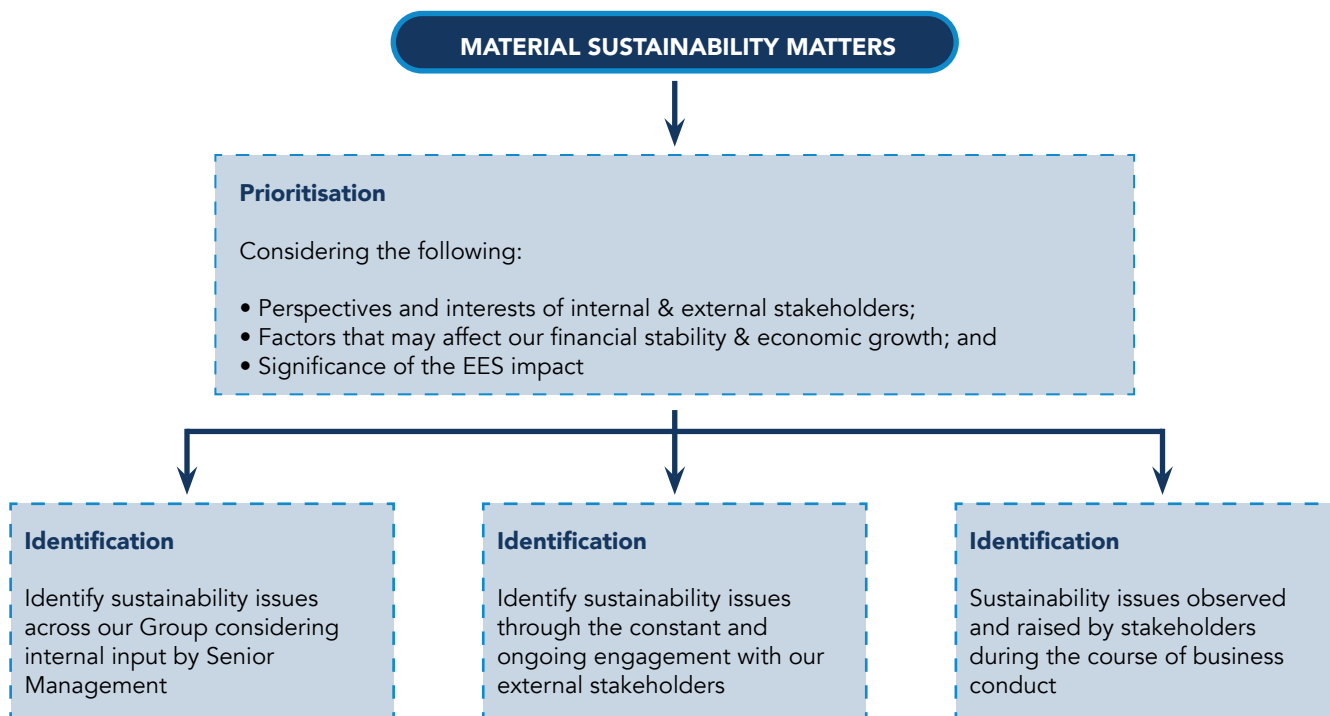 MATERIAL SUSTAINABILITY MATTERS
Prioritisation
Considering the following:
• Perspectives and interests of internal & external stakeholders;
• Factors that may affect our financial stability & economic growth; and
• Significance of the EES impact
Identification
Identify sustainability issues
across our Group considering
internal input by Senior
Management
Identification
Identify sustainability issues
through the constant and
ongoing engagement with our
external stakeholders
Identification
Sustainability issues observed
and raised by stakeholders
during the course of business
conduct